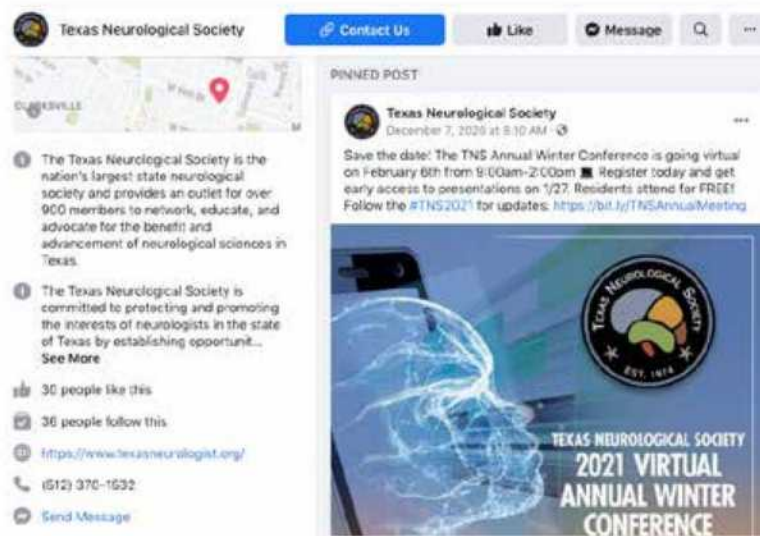 Texas Neurological Society
Contact Us
Like
Message
PINNED POST
The Texas Neurological Society is the
nation's largest state neurological
society and provides an outlet for over
900 members to network, educate, and
advocate for the benefit and
advancement of neurological sciences in
Texas.
The Texas Neurological Society is
committed to protecting and promoting
the interests of neurologists in the state
of Texas by establishing opportunit...
See More
30 people like this
36 people follow this
https://www.texasneurologist.org/
(512) 370-1532
Send Message
Texas Neurological Society
December 7, 2020 at 8:10 AM
Save the date! The TNS Annual Winter Conference is going virtual
on February 6th from 9:00am-2:00pm Register today and get
early access to presentations on 1/27. Residents attend for FREE!
Follow the #TNS2021 for updates: https://bit.ly/TNSAnnualMeeting
TEXAS NEUROLOGICAL SOCIETY
EST. 1974
TEXAS NEUROLOGICAL SOCIETY
2021 VIRTUAL
ANNUAL WINTER
CONFERENCE